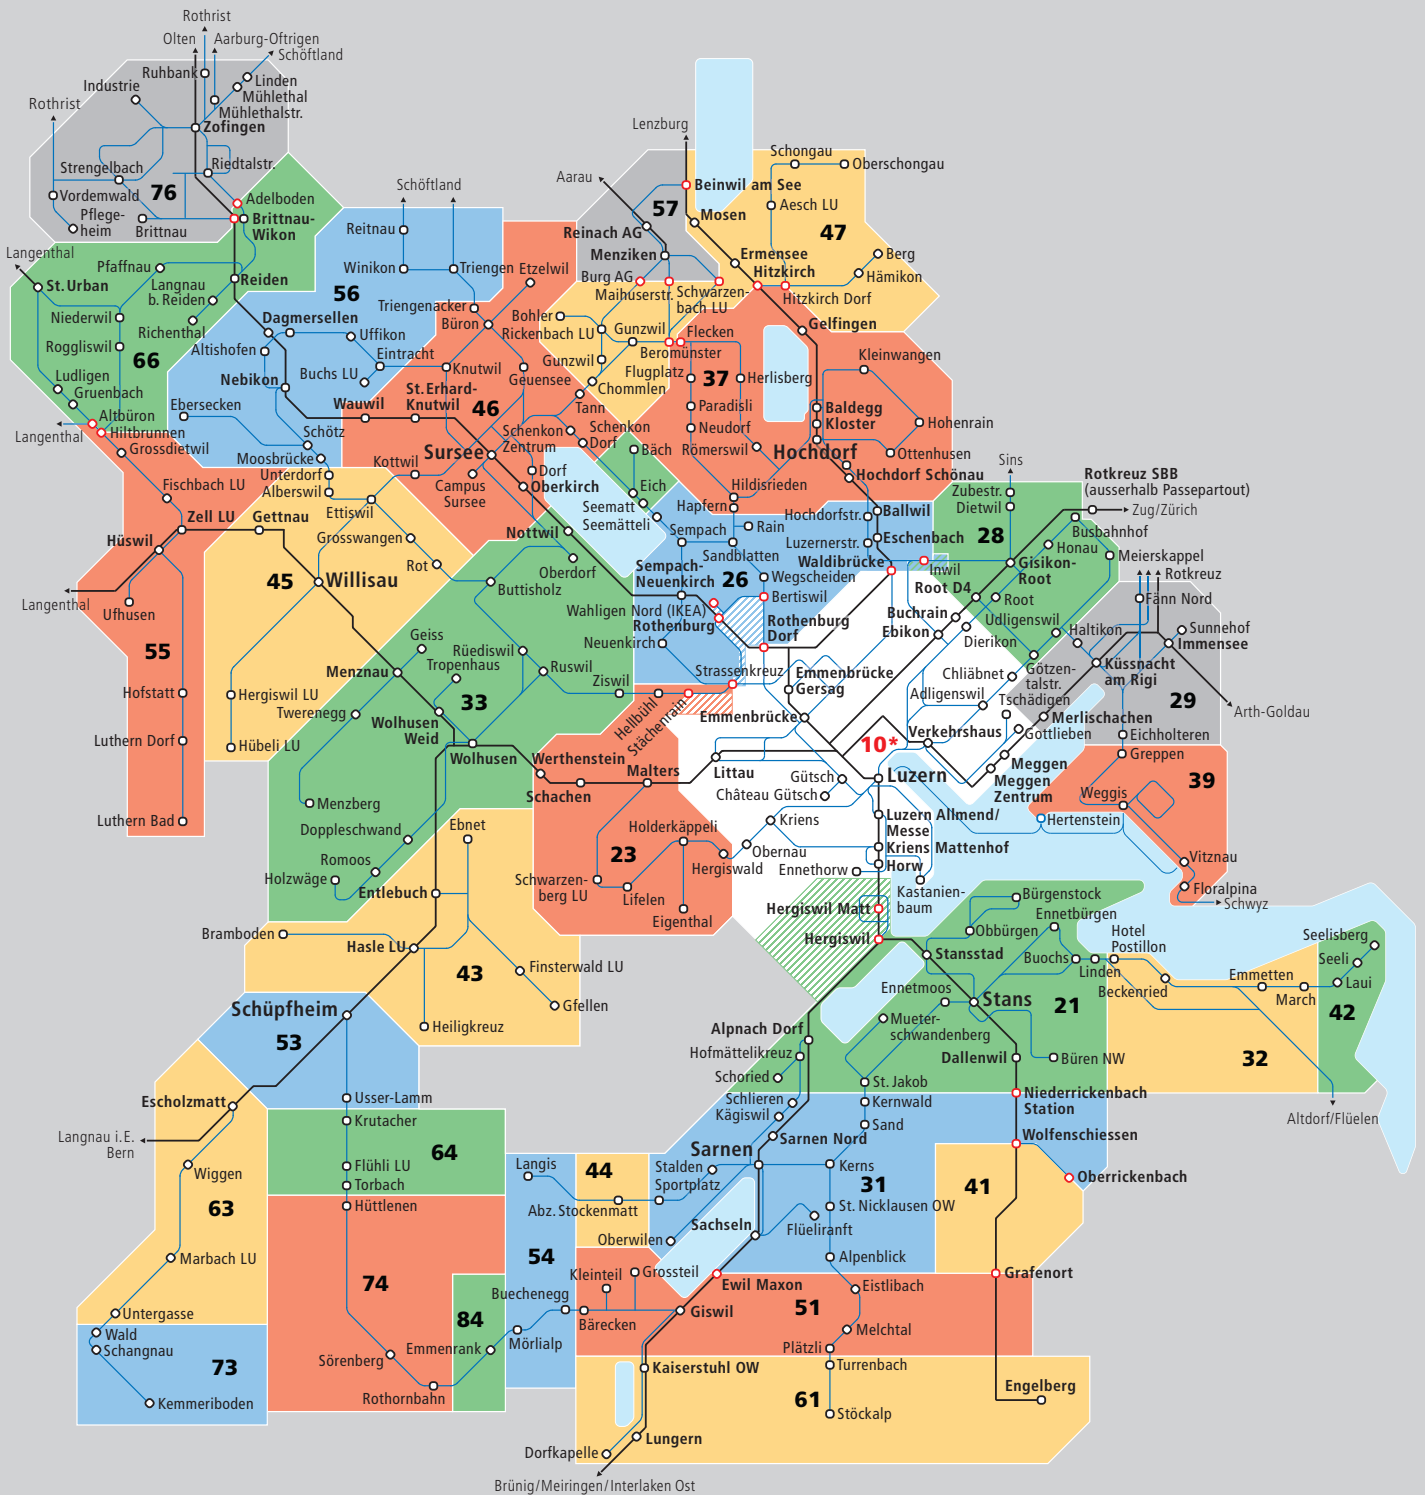 Rothrist
Olten
Aarburg-Oftrigen
Schöftland
Ruhbank
Linden
Industrie
Mühlethal
Rothrist
Mühlethalstr.
Zofingen
Lenzburg
Schongau
Oberschongau
Strengelbach
Riedtalstr.
Aarau
Beinwil am See
76
Schöftland
Vordemwald
Adelboden
57
Aesch LU
Pflege-
heim
Brittnau
Brittnau-
Wikon
Mosen
47
Reitnau
Reinach AG
Langenthal
Menziken
Ermensee
Berg
Pfaffnau
Winikon
Triengen
Etzelwil
Hitzkirch
Hämikon
St. Urban
Langnau
b. Reiden
Reiden
Burg AG
Maihuserstr.
Schwarzen-
bach LU
Hitzkirch Dorf
56
Niederwil
Triengenacker
Bohler
Richenthal
Dagmersellen
Büron
Rickenbach LU
Gelfingen
Uffikon
Gunzwil
Flecken
Roggliswil
66
Altishofen
Eintracht
Beromünster
Kleinwangen
Gunzwil
Flugplatz
Buchs LU
Knutwil
Geuensee
37
Herlisberg
Ludligen
Nebikon
Chommlen
Gruenbach
St. Erhard-
Knutwil
Ebersecken
Wauwil
46
Tann
Paradisli
Baldegg
Kloster
Altbüron
Hiltbrunnen
Schötz
Schenkon
Zentrum
Schenkon
Dorf
Neudorf
Hohenrain
Langenthal
Grossdietwil
Moosbrücke
Kottwil
Sursee
Bäch
Römerswil
Hochdorf
Ottenhusen
Unterdorf
Dorf
Sins
Fischbach LU
Alberswil
Campus
Sursee
Oberkirch
Eich
Hildisrieden
Hochdorf Schönau
Rotkreuz SBB
(ausserhalb Passepartout)
Zubestr.
Ettiswil
Seematt
Seemätteli
Hapfern
Dietwil
Zug/Zürich
Zell LU
Gettnau
Hochdorfstr.
Ballwil
Busbahnhof
Nottwil
Sempach
Rain
28
Hüswil
Grosswangen
Luzernerstr.
Eschenbach
Honau
Sandblatten
Meierskappel
Rot
Oberdorf
Sempach-
Neuenkirch
26
Waldibrücke
Inwil
Gisikon-
Root
Rotkreuz
45
Willisau
Wegscheiden
Root D4
Buttisholz
Bertiswil
Root
Fänn Nord
Langenthal
Ufhusen
Wahligen Nord (IKEA)
Rothenburg
Buchrain
Udligenswil
Rothenburg
Dorf
Ebikon
Dierikon
Haltikon
Sunnehof
Geiss
Neuenkirch
Immensee
55
Rüediswil
Tropenhaus
Küssnacht
am Rigi
Menznau
Ruswil
Strassenkreuz
Emmenbrücke
Gersag
Chliäbnet
Götzen-
talstr.
Hofstatt
Hergiswil LU
Ziswil
Adligenswil
Tschädigen
Twerenegg
33
Hellbühl
29
Arth-Goldau
Wolhusen
Weid
Stächenrain
Emmenbrücke
Merlischachen
Verkehrshaus
Gottlieben
Eichholteren
Luthern Dorf
Hübeli LU
10*
Wolhusen
Werthenstein
Greppen
Meggen
Malters
Littau
Gütsch
Luzern
Meggen
Zentrum
39
Schachen
Château Gütsch
Weggis
Menzberg
Luthern Bad
Ebnet
Luzern Allmend/
Messe
Hertenstein
Doppleschwand
Holderkäppeli
Kriens
Kriens Mattenhof
23
Obernau
Romoos
Hergiswald
Ennethorw
Horw
Vitznau
Holzwäge
Schwarzen-
berg LU
Entlebuch
Lifelen
Kastanien-
baum
Floralpina
Schwyz
Eigenthal
Hergiswil Matt
Bürgenstock
Ennetbürgen
Bramboden
Hergiswil
Obbürgen
Hotel
Postillon
Seelisberg
Hasle LU
Stansstad
Buochs
Linden
Seeli
43
Finsterwald LU
Emmetten
Laui
Ennetmoos
Beckenried
March
Stans
Schüpfheim
Gfellen
21
42
Mueter-
schwandenberg
Heiligkreuz
Alpnach Dorf
53
Hofmättelikreuz
Dallenwil
Büren NW
32
Schoried
St. Jakob
Usser-Lamm
Schlieren
Kernwald
Niederrickenbach
Station
Escholzmatt
Kägiswil
Altdorf/Flüelen
Krutacher
Sand
Langnau i.E.
Bern
Sarnen Nord
Wolfenschiessen
64
Sarnen
Flühli LU
Langis
44
Stalden
Kerns
Wiggen
Sportplatz
Oberrickenbach
Torbach
31
41
Hüttlenen
Abz. Stockenmatt
St. Nicklausen OW
63
Sachseln
Flüeliranft
Oberwilen
Marbach LU
54
Alpenblick
Kleinteil
Grossteil
74
Ewil Maxon
Eistlibach
Grafenort
Buechenegg
51
Untergasse
84
Giswil
Bärecken
Wald
Melchtal
Schangnau
Emmenrank
Mörlialp
Plätzli
Sörenberg
Turrenbach
73
Kaiserstuhl OW
Rothornbahn
Engelberg
Kemmeriboden
61
Stöckalp
Lungern
Dorfkapelle
Brünig/Meiringen/Interlaken Ost